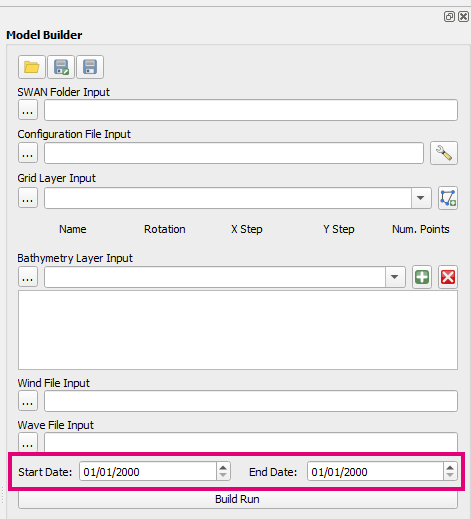 Model Builder
SWAN Folder Input
...
Configuration File Input
...
Grid Layer Input
...
Name Rotation X Step Y Step Num. Points
Bathymetry Layer Input
...
Wind File Input
...
Wave File Input
...
Start Date: 01/01/2000 End Date: 01/01/2000
Build Run